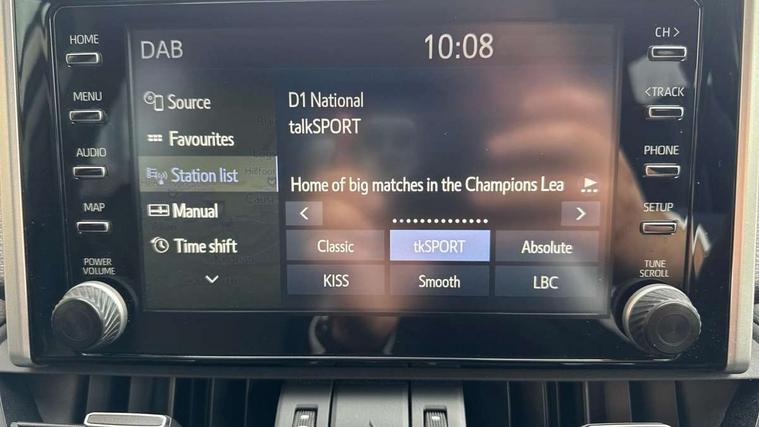 HOME
MENU
AUDIO
MAP
POWER
VOLUME
DAB
10:08
Source
Favourites
Station list
Manual
Time shift
D1 National
talkSPORT
Home of big matches in the Champions Lea
Classic
tkSPORT
Absolute
KISS
Smooth
LBC
CH >
<TRACK
PHONE
SETUP
TUNE
SCROLL